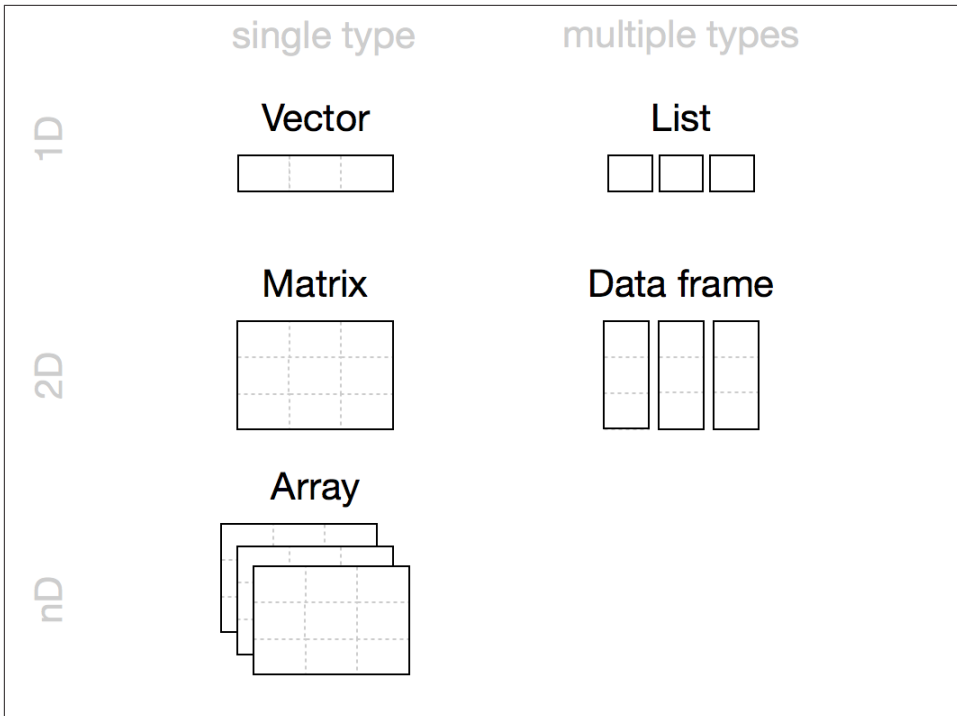 single type
multiple types
1D
Vector
List
2D
Matrix
Data frame
nD
Array